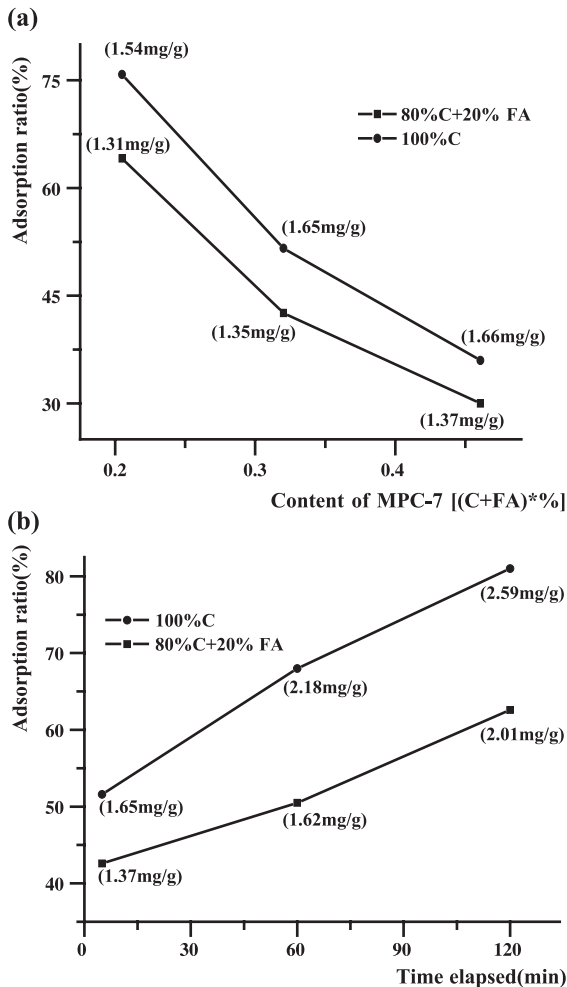 (a)
Adsorption ratio(%)
75
60
45
30
(1.54mg/g)
(1.31mg/g)
80%C+20% FA
100%C
(1.65mg/g)
(1.35mg/g)
(1.66mg/g)
(1.37mg/g)
0.2 0.3 0.4
Content of MPC-7 [(C+FA)*%]
(b)
Adsorption ratio(%)
80
70
60
50
40
100%C
80%C+20% FA
(2.59mg/g)
(2.18mg/g)
(2.01mg/g)
(1.65mg/g)
(1.62mg/g)
(1.37mg/g)
0 30 60 90 120
Time elapsed(min)